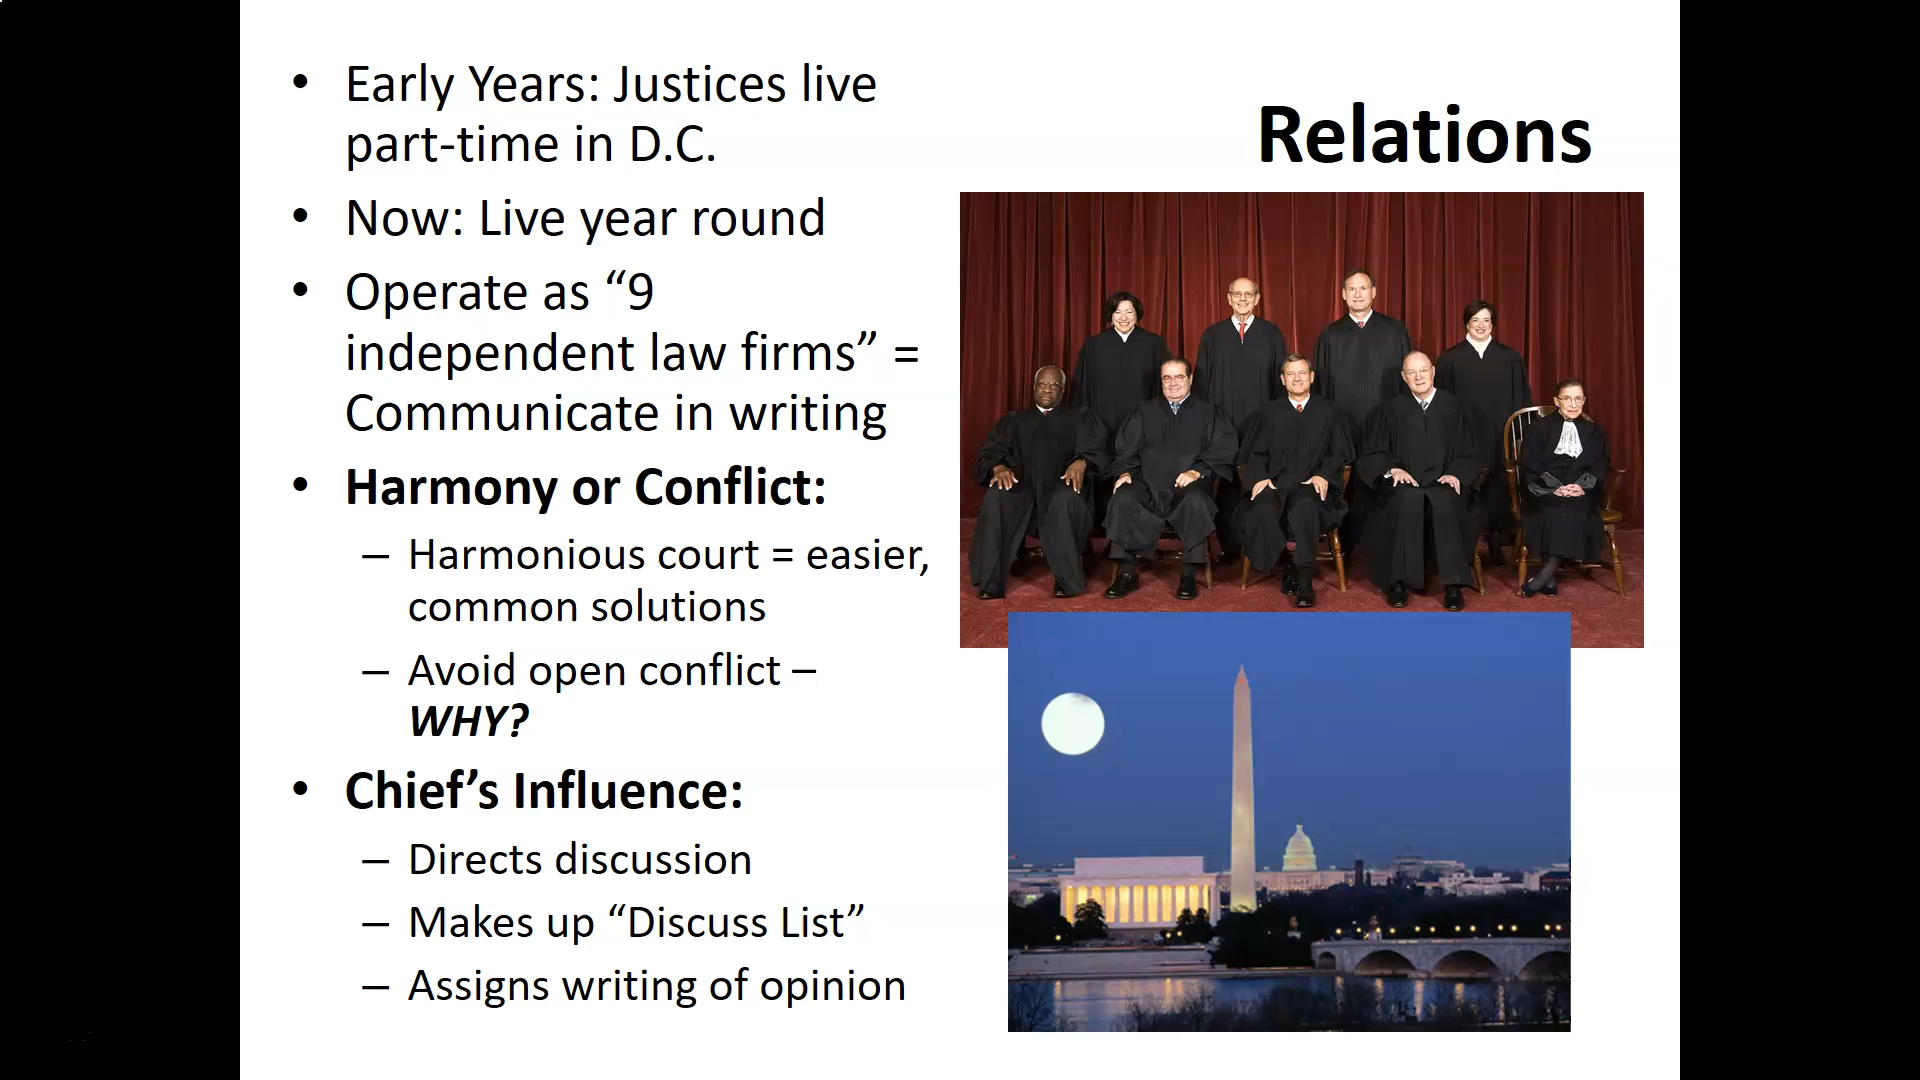 Relations
• Early Years: Justices live
part-time in D.C.
• Now: Live year round
• Operate as “9
independent law firms” =
Communicate in writing
• Harmony or Conflict:
– Harmonious court = easier,
common solutions
– Avoid open conflict –
WHY?
• Chief’s Influence:
– Directs discussion
– Makes up “Discuss List”
– Assigns writing of opinion